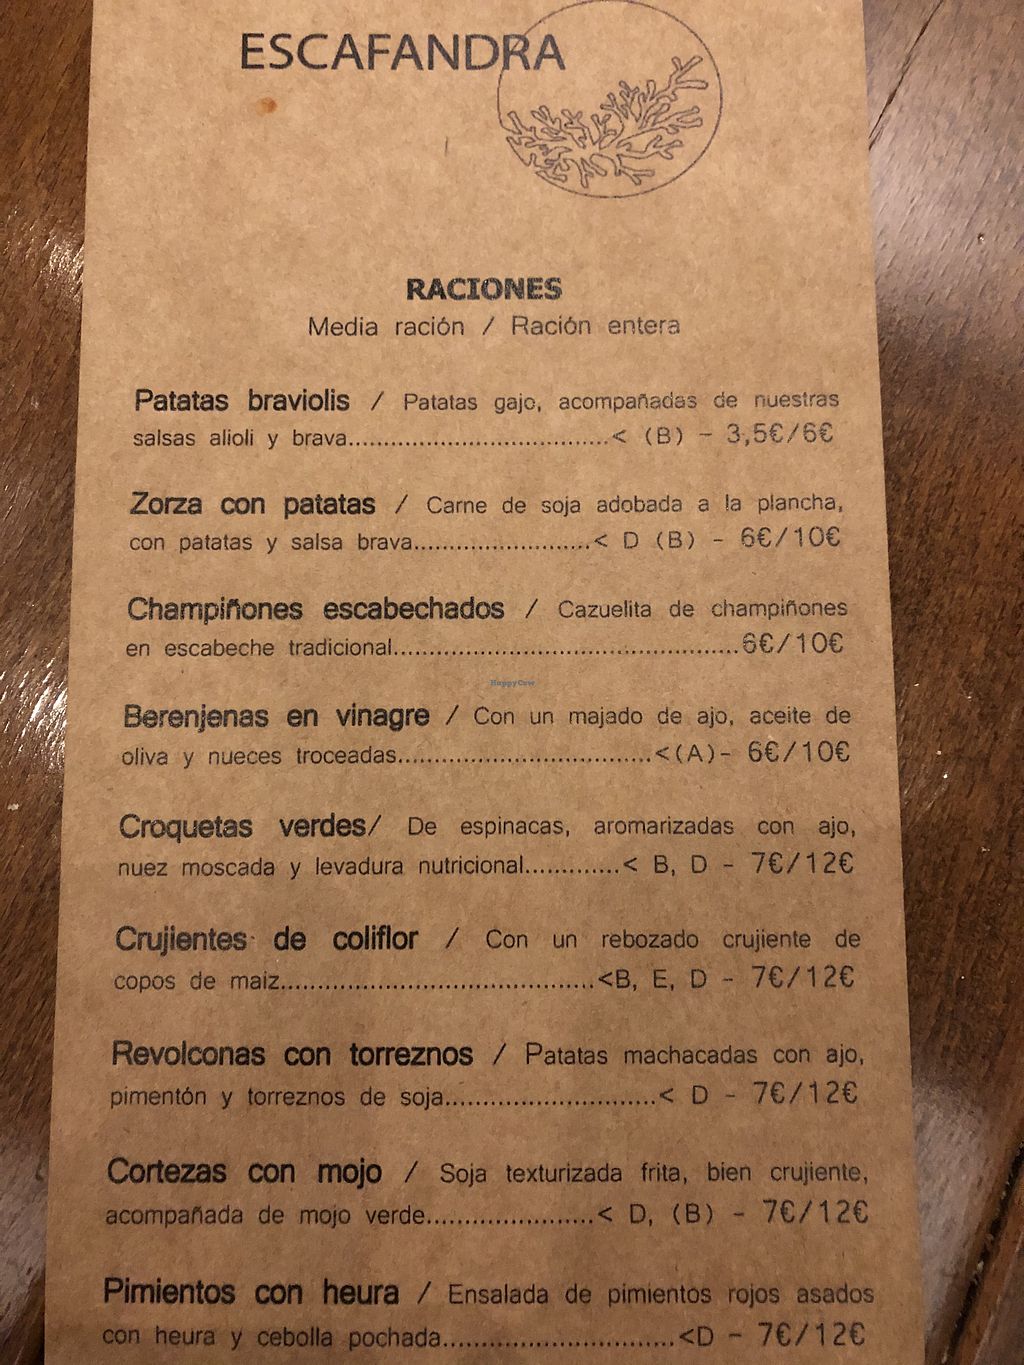 ESCAFANDRA
RACIONES
Media ración / Ración entera
Patatas braviolis / Patatas gajo, acompañadas de nuestras
salsas alioli y brava....................................< (B) - 3,5€/6€
Zorza con patatas / Carne de soja adobada a la plancha,
con patatas y salsa brava.........................< D (B) - 6€/10€
Champiñones escabechados / Cazuelita de champiñones
en escabeche tradicional...............................................6€/10€
Berenjenas en vinagre / Con un majado de ajo, aceite de
oliva y nueces troceadas...................................<(A)- 6€/10€
HappyCow
Croquetas verdes/ De espinacas, aromarizadas con ajo,
nuez moscada y levadura nutricional.............< B, D - 7€/12€
Crujientes de coliflor / Con un rebozado crujiente de
copos de maiz...........................................<B, E, D - 7€/12€
Revolconas con torreznos / Patatas machacadas con ajo,
pimentón y torreznos de soja............................< D - 7€/12€
Cortezas con mojo / Soja texturizada frita, bien crujiente,
acompañada de mojo verde.......................< D, (B) - 7€/12€
Pimientos con heura / Ensalada de pimientos rojos asados
con heura y cebolla pochada................................<D - 7€/12€